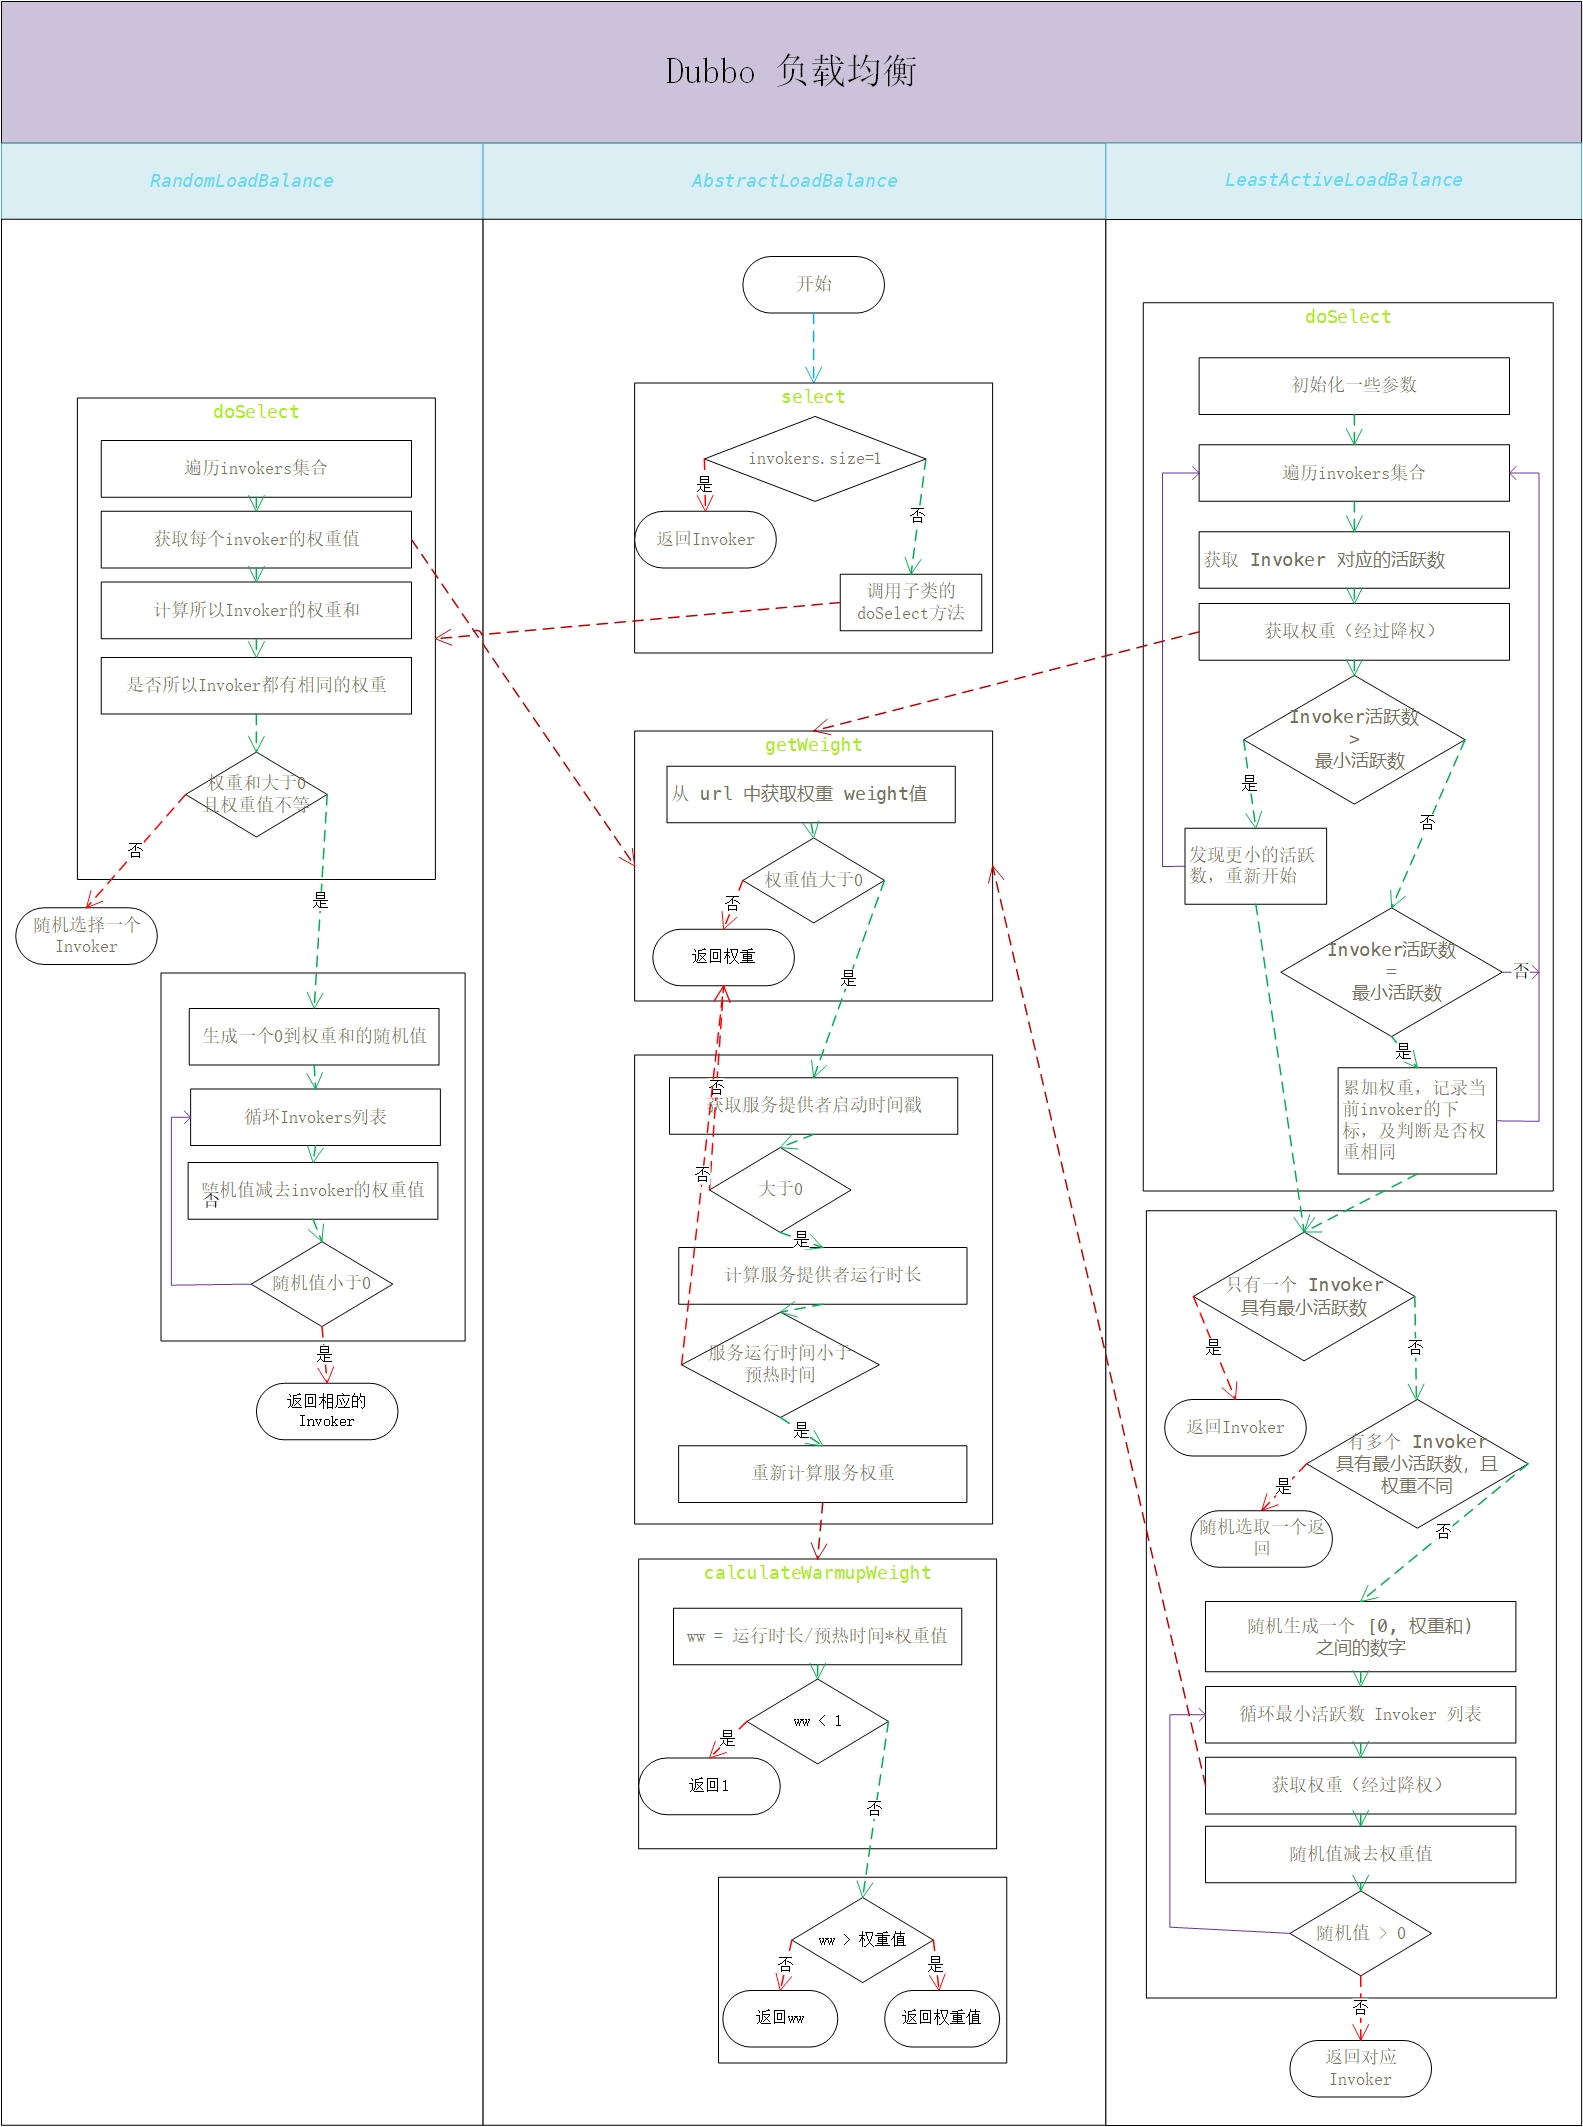 Dubbo 负载均衡
RandomLoadBalance
AbstractLoadBalance
LeastActiveLoadBalance
doSelect
遍历invokers集合
获取每个invoker的权重值
计算所以Invoker的权重和
是否所以Invoker都有相同的权重
权重和大于0
且权重值不等
否
是
随机选择一个
Invoker
生成一个0到权重和的随机值
循环Invokers列表
随机值减去invoker的权重值
否
随机值小于0
是
返回相应的
Invoker
开始
select
invokers.size=1
是
否
返回Invoker
调用子类的
doSelect方法
getWeight
从 url 中获取权重 weight值
权重值大于0
否
返回权重
是
否
获取服务提供者启动时间戳
否
大于0
是
计算服务提供者运行时长
服务运行时间小于
预热时间
是
重新计算服务权重
calculateWarmupWeight
ww = 运行时长/预热时间*权重值
ww < 1
是
返回1
否
ww > 权重值
否
是
返回ww
返回权重值
doSelect
初始化一些参数
遍历invokers集合
获取 Invoker 对应的活跃数
获取权重（经过降权）
Invoker活跃数
>
最小活跃数
是
否
发现更小的活跃
数，重新开始
Invoker活跃数
=
最小活跃数
否
是
累加权重，记录当
前invoker的下
标，及判断是否权
重相同
只有一个 Invoker
具有最小活跃数
是
否
返回Invoker
有多个 Invoker
具有最小活跃数，且
权重不同
是
随机选取一个返
回
否
随机生成一个 [0, 权重和)
之间的数字
循环最小活跃数 Invoker 列表
获取权重（经过降权）
随机值减去权重值
随机值 > 0
否
返回对应
Invoker